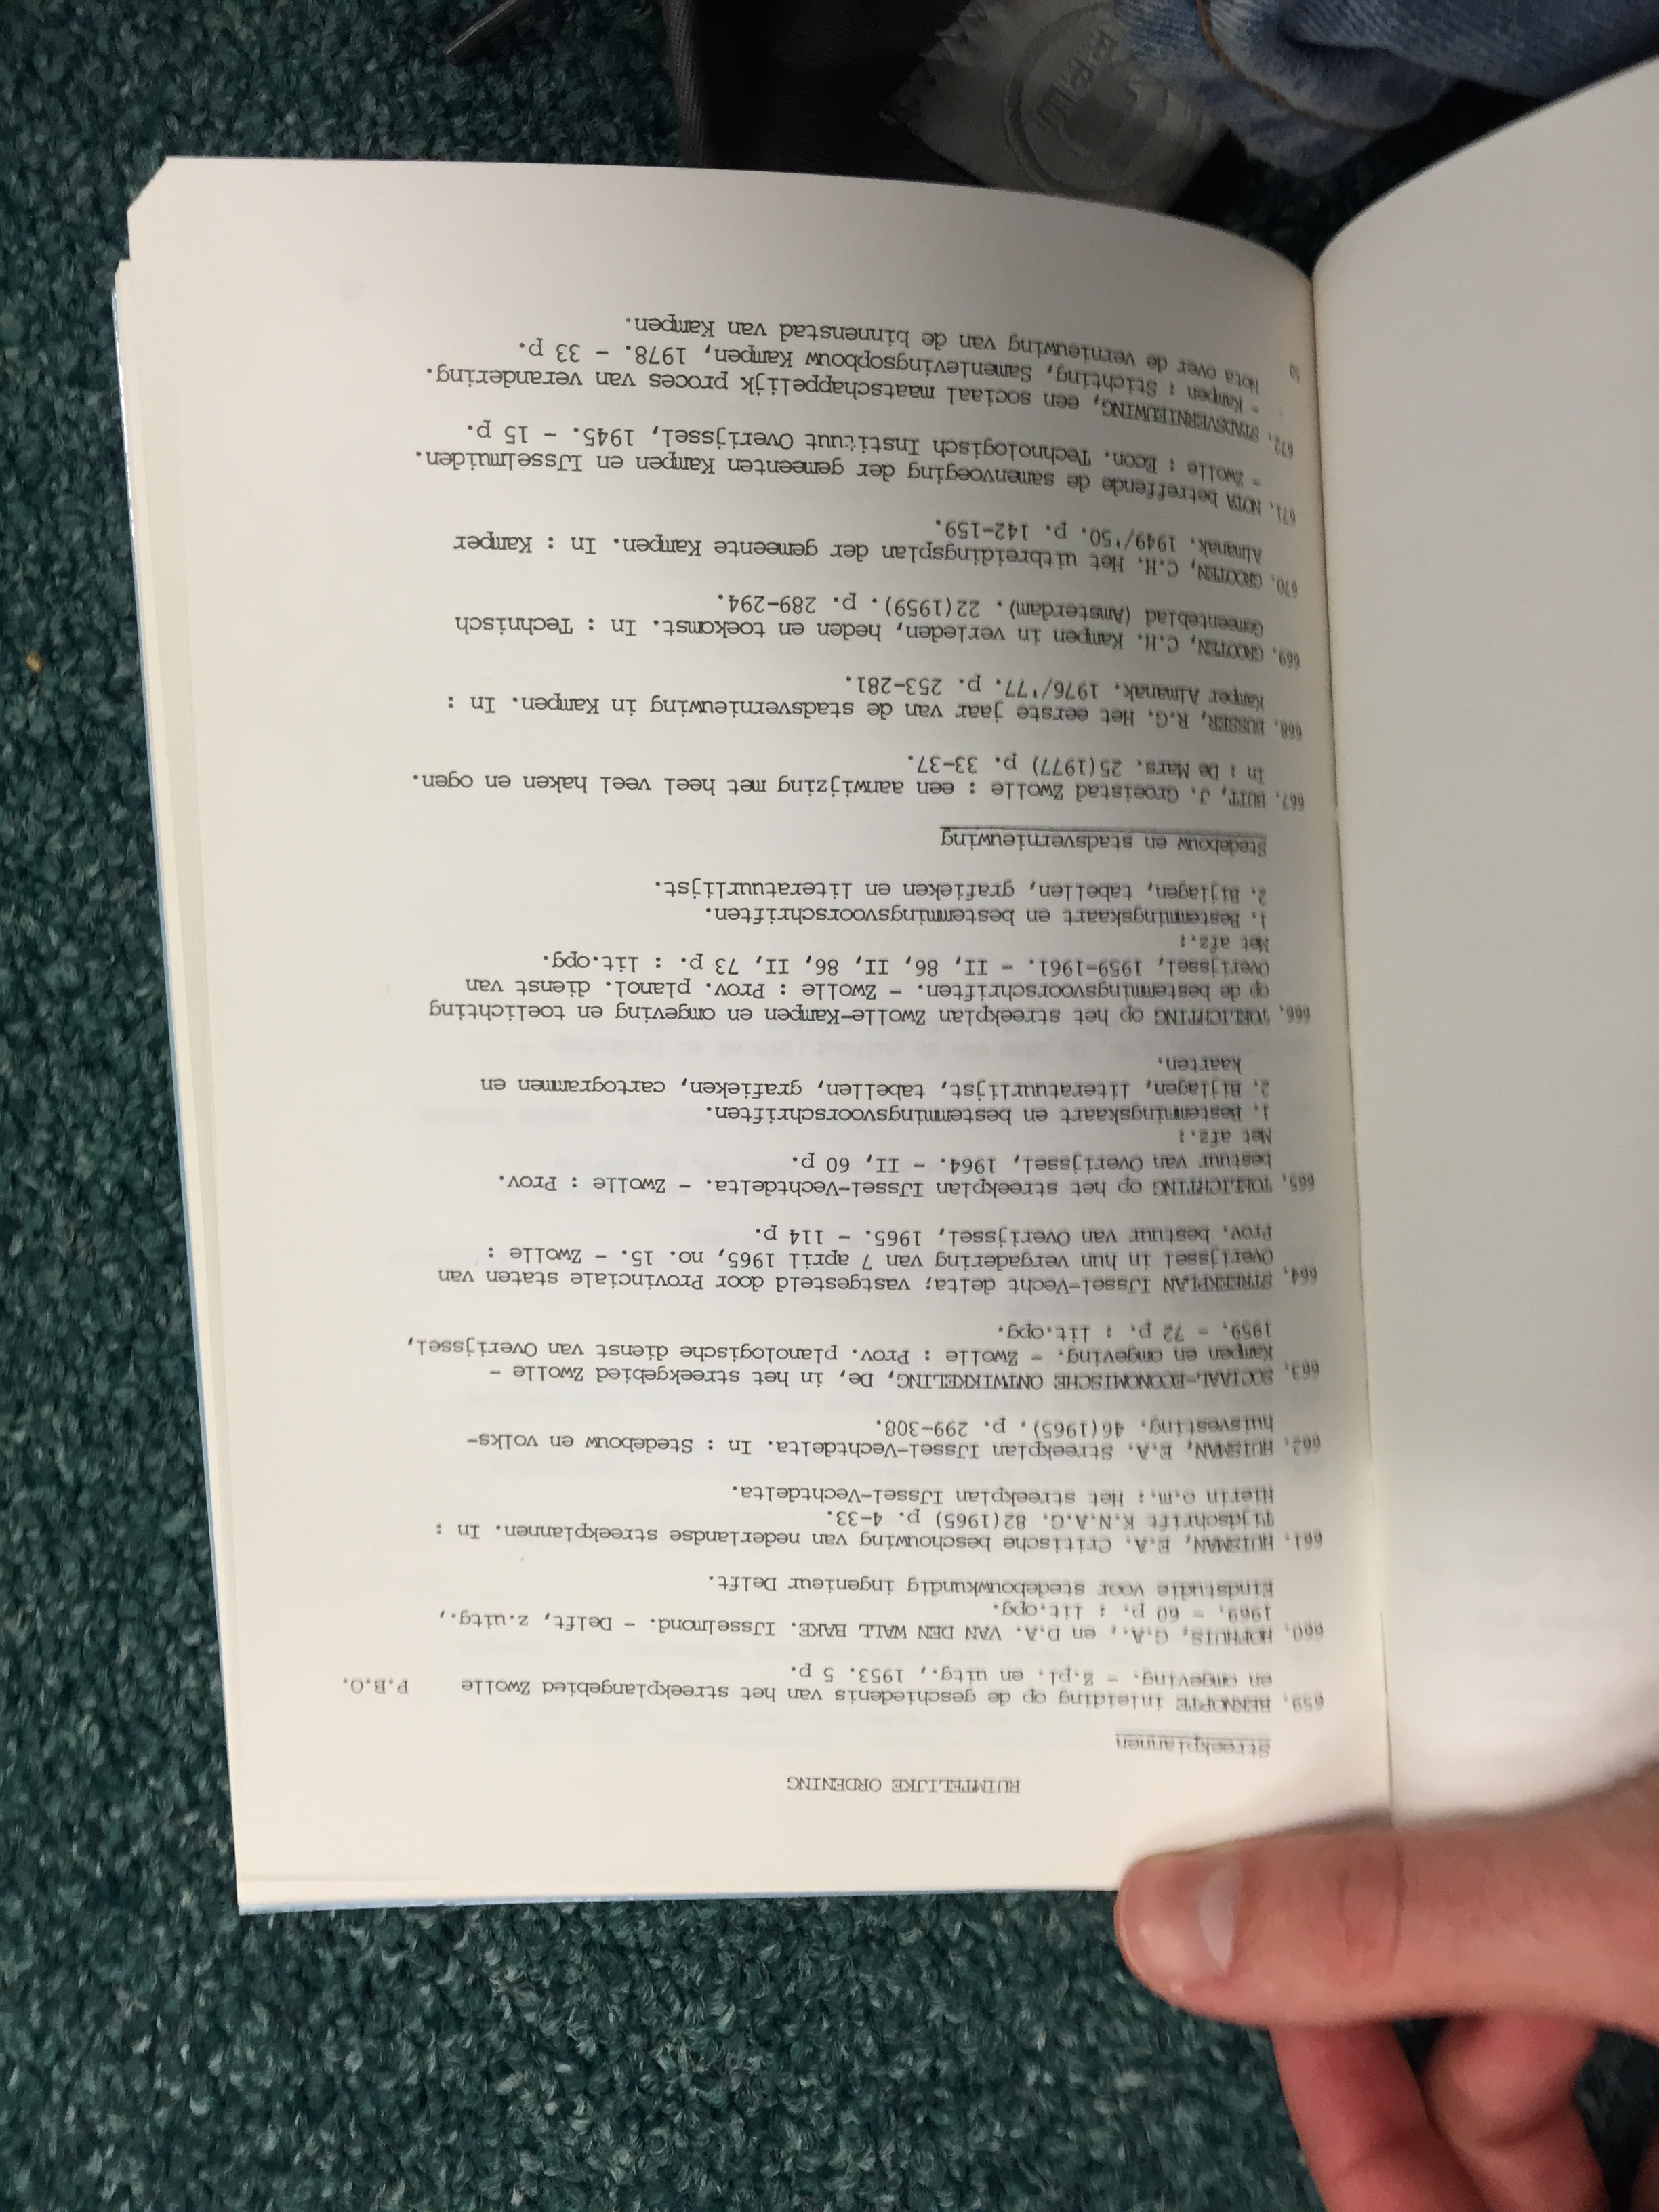 RUIMTELIJKE ORDENING
Streekplannen
659. BEKNOPTE inleiding op de geschiedenis van het streekplangebied Zwolle P.B.O.
en omgeving. - Z.pl. en uitg., 1953. 5 p.
660. HOFHUIS, G.A., en D.A. VAN DEN WALL BAKE. IJsselmond. - Delft, z.uitg.,
1969. - 60 p. : lit.opg.
Eindstudie voor stedebouwkundig ingenieur Delft.
661. HUISMAN, E.A. Critische beschouwing van nederlandse streekplannen. In :
Tijdschrift K.N.A.G. 82(1965) p. 4-33.
Hierin o.m.: Het streekplan IJssel-Vechtdelta.
662. HUISMAN, E.A. Streekplan IJssel-Vechtdelta. In : Stedebouw en volks-
huisvesting. 46(1965). p. 299-308.
663. SOCIAAL-ECONOMISCHE ONTWIKKELING, De, in het streekgebied Zwolle -
Kampen en omgeving. - Zwolle : Prov. planologische dienst van Overijssel,
1959. - 72 p. : lit.opg.
664. STREEKPLAN IJssel-Vecht delta; vastgesteld door Provinciale staten van
Overijssel in hun vergadering van 7 april 1965, no. 15. - Zwolle :
Prov. bestuur van Overijssel, 1965. - 114 p.
665. TOELICHTING op het streekplan IJssel-Vechtdelta. - Zwolle : Prov.
bestuur van Overijssel, 1964. - II, 60 p.
Met afz.:
1. Bestemmingskaart en bestemmingsvoorschriften.
2. Bijlagen, literatuurlijst, tabellen, grafieken, cartogrammen en
kaarten.
666. TOELICHTING op het streekplan Zwolle-Kampen en omgeving en toelichting
op de bestemmingsvoorschriften. - Zwolle : Prov. planol. dienst van
Overijssel, 1959-1961. - II, 86, II, 86, II, 73 p. : lit.opg.
Met afz.:
1. Bestemmingskaart en bestemmingsvoorschriften.
2. Bijlagen, tabellen, grafieken en literatuurlijst.
Stedebouw en stadsvernieuwing
667. BUIT, J. Groeistad Zwolle : een aanwijzing met heel veel haken en ogen.
In : De Mars. 25(1977) p. 33-37.
668. BUSSER, R.G. Het eerste jaar van de stadsvernieuwing in Kampen. In :
Kamper Almanak. 1976/'77. p. 253-281.
669. GROOTEN, C.H. Kampen in verleden, heden en toekomst. In : Technisch
Gemeenteblad (Amsterdam). 22(1959). p. 289-294.
670. GROOTEN, C.H. Het uitbreidingsplan der gemeente Kampen. In : Kamper
Almanak. 1949/'50. p. 142-159.
671. NOTA betreffende de samenvoeging der gemeenten Kampen en IJsselmuiden.
- Zwolle : Econ. Technologisch Instituut Overijssel, 1945. - 15 p.
672. STADSVERNIEUWING, een sociaal maatschappelijk proces van verandering.
- Kampen : Stichting, Samenlevingsopbouw Kampen, 1978. - 33 p.
Nota over de vernieuwing van de binnenstad van Kampen.